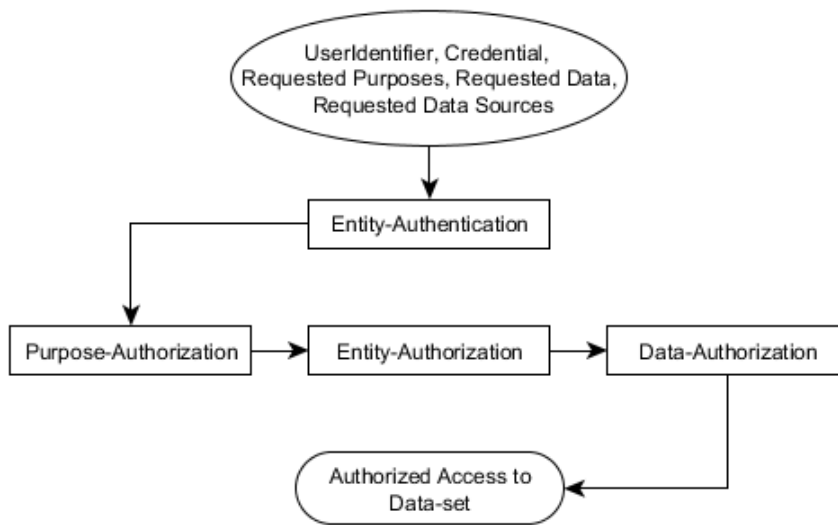 UserIdentifier, Credential,
Requested Purposes, Requested Data,
Requested Data Sources
Entity-Authentication
Purpose-Authorization
Entity-Authorization
Data-Authorization
Authorized Access to
Data-set